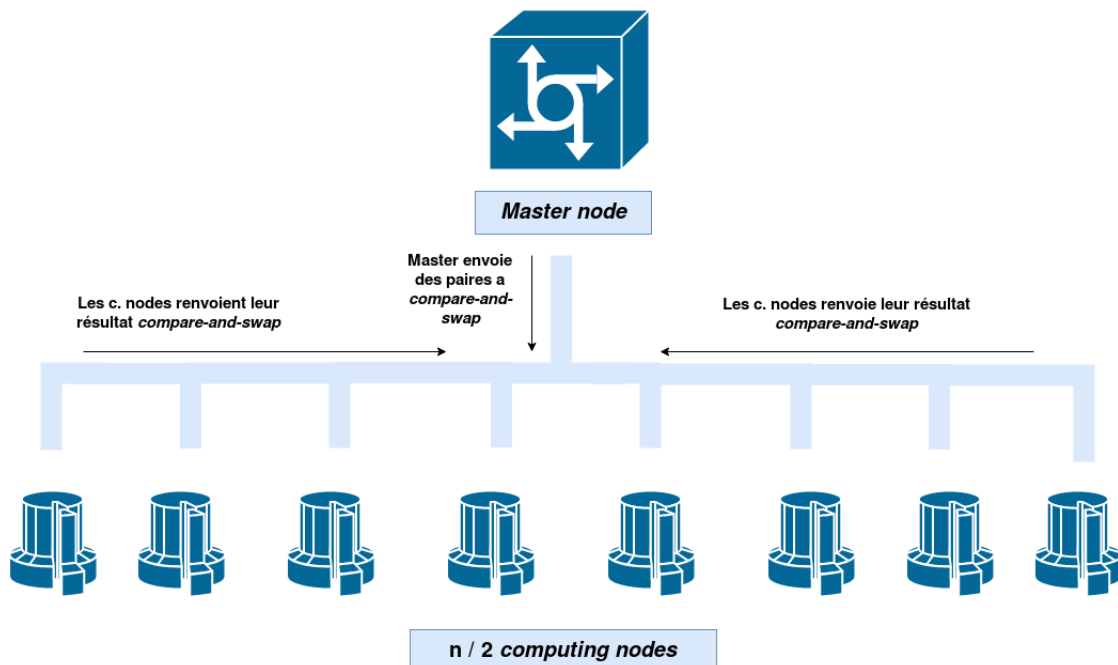 Master node
Master envoie
des paires a
compare-and-
swap
Les c. nodes renvoient leur
résultat compare-and-swap
Les c. nodes renvoie leur résultat
compare-and-swap
n / 2 computing nodes